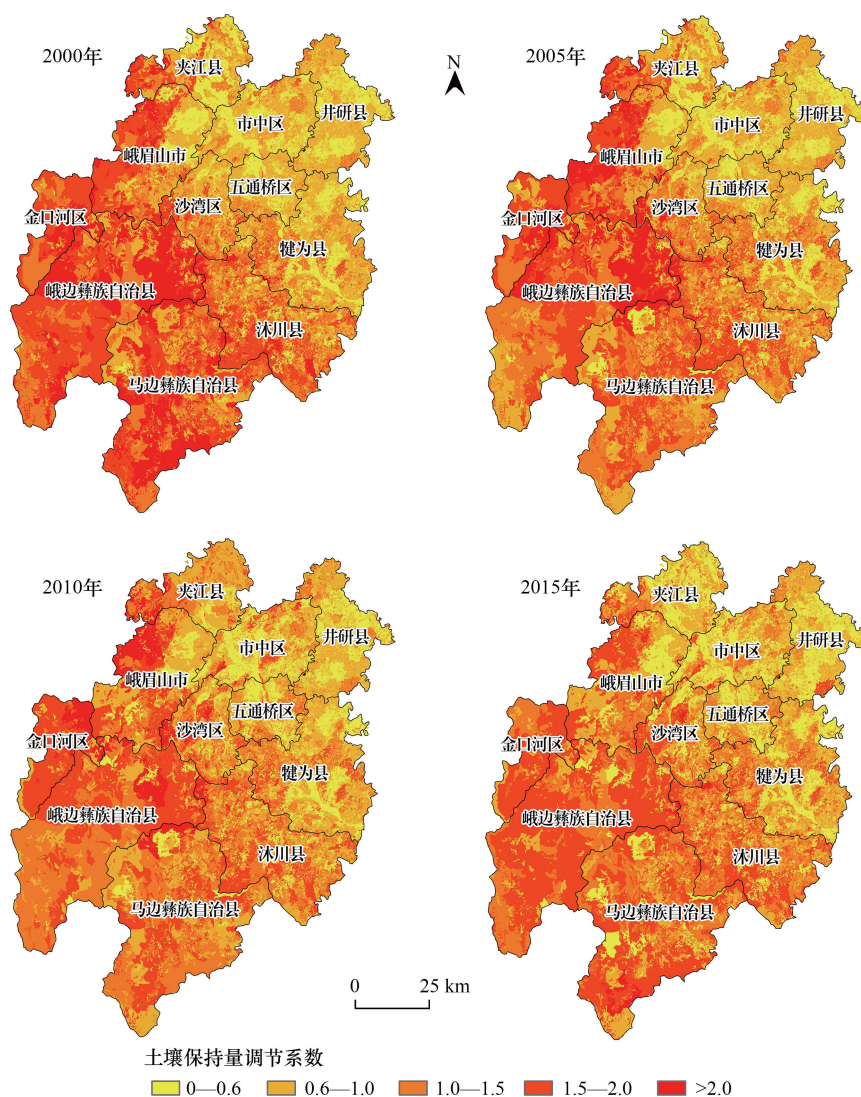 2000年
N
2005年
夹江县
井研县
市中区
峨眉山市
五通桥区
沙湾区
金口河区
犍为县
峨边彝族自治县
沐川县
马边彝族自治县
夹江县
井研县
市中区
峨眉山市
五通桥区
沙湾区
金口河区
犍为县
峨边彝族自治县
沐川县
马边彝族自治县
2010年
2015年
夹江县
井研县
市中区
峨眉山市
五通桥区
沙湾区
金口河区
犍为县
峨边彝族自治县
沐川县
马边彝族自治县
夹江县
井研县
市中区
峨眉山市
五通桥区
沙湾区
金口河区
犍为县
峨边彝族自治县
沐川县
马边彝族自治县
0 25 km
土壤保持量调节系数
0—0.6 0.6—1.0 1.0—1.5 1.5—2.0 >2.0